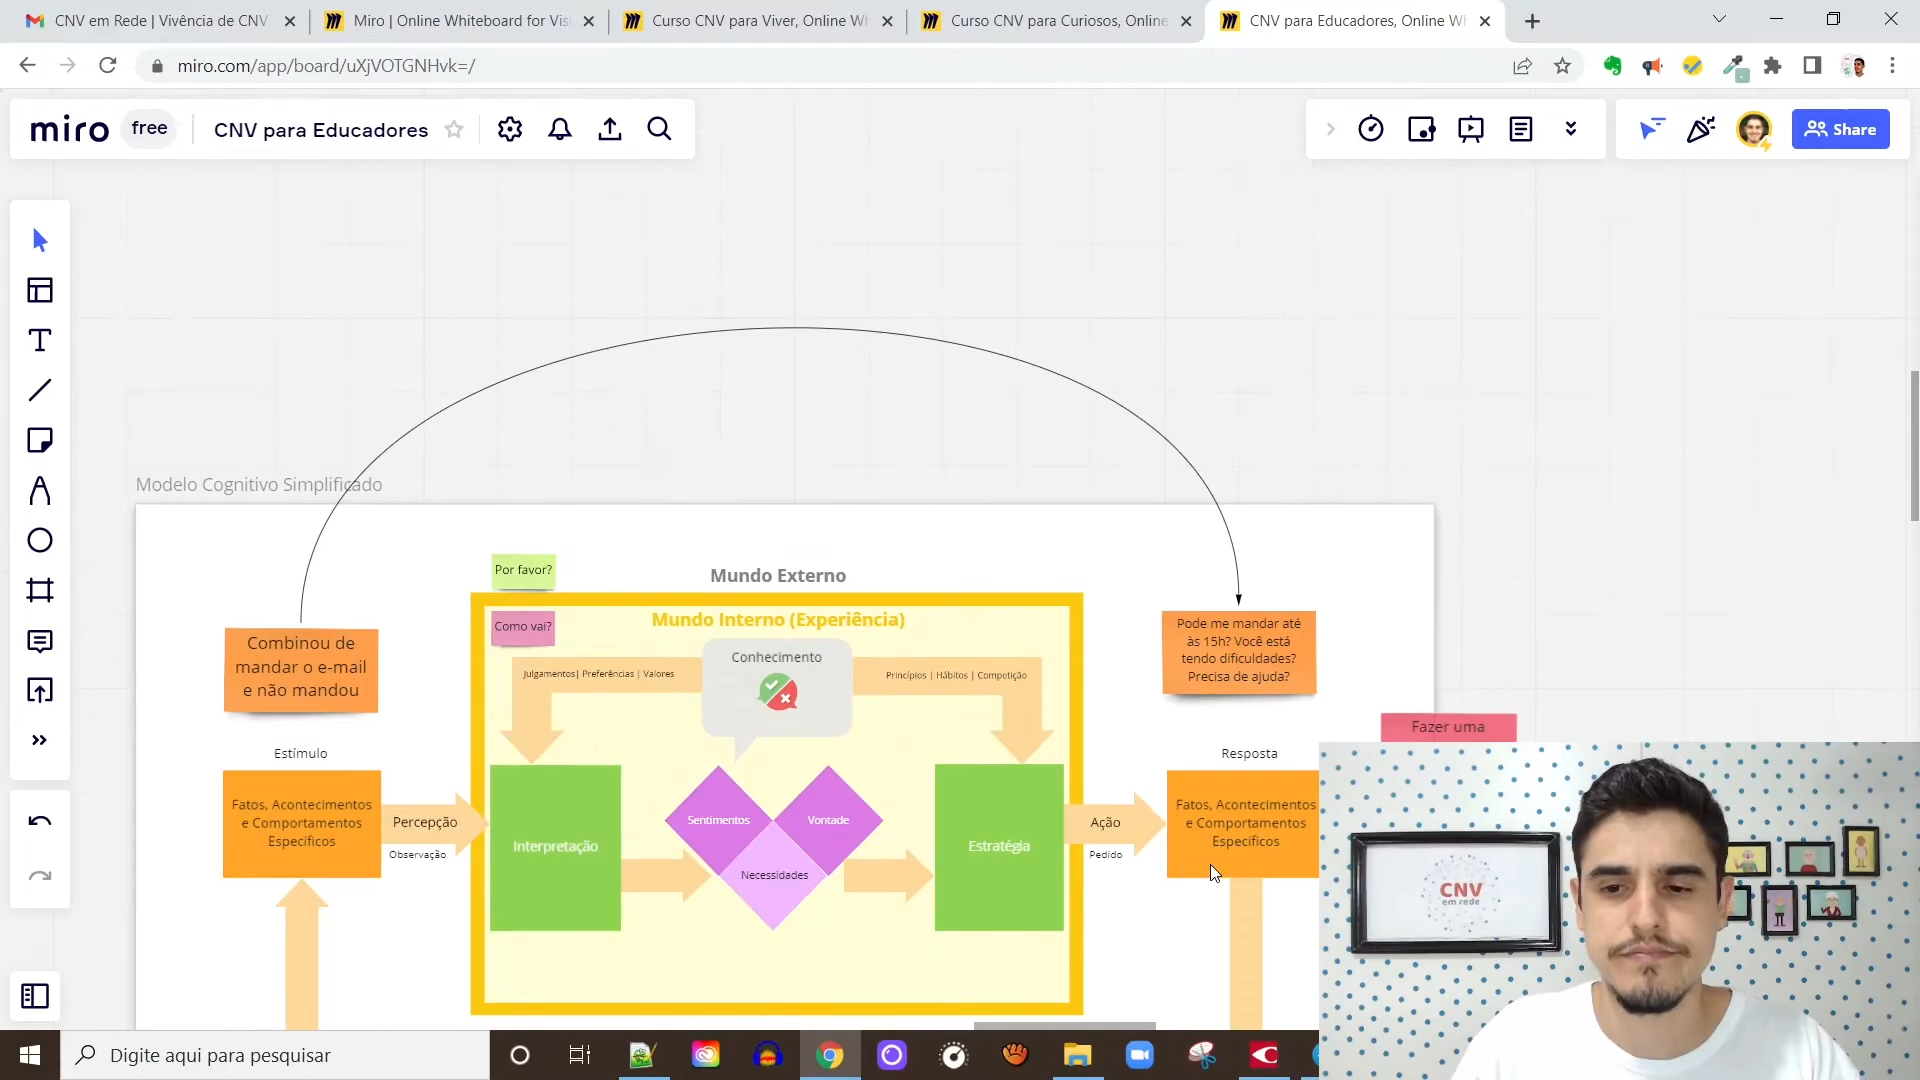 CNV em Rede | Vivência de CNV
Miro | Online Whiteboard for Vis
Curso CNV para Viver, Online Wh
Curso CNV para Curiosos, Online
CNV para Educadores, Online Wh
miro.com/app/board/uXjVOTGNHvk=/
miro
free
CNV para Educadores
Share
Modelo Cognitivo Simplificado
Por favor?
Mundo Externo
Como vai?
Mundo Interno (Experiência)
Combinou de
mandar o e-mail
e não mandou
Conhecimento
Julgamentos| Preferências | Valores
Princípios | Hábitos | Competição
Pode me mandar até
às 15h? Você está
tendo dificuldades?
Precisa de ajuda?
Fazer uma
Estímulo
Resposta
Fatos, Acontecimentos
e Comportamentos
Específicos
Percepção
Observação
Interpretação
Sentimentos
Vontade
Necessidades
Estratégia
Ação
Pedido
Fatos, Acontecimentos
e Comportamentos
Específicos
CNV
em rede
Digite aqui para pesquisar